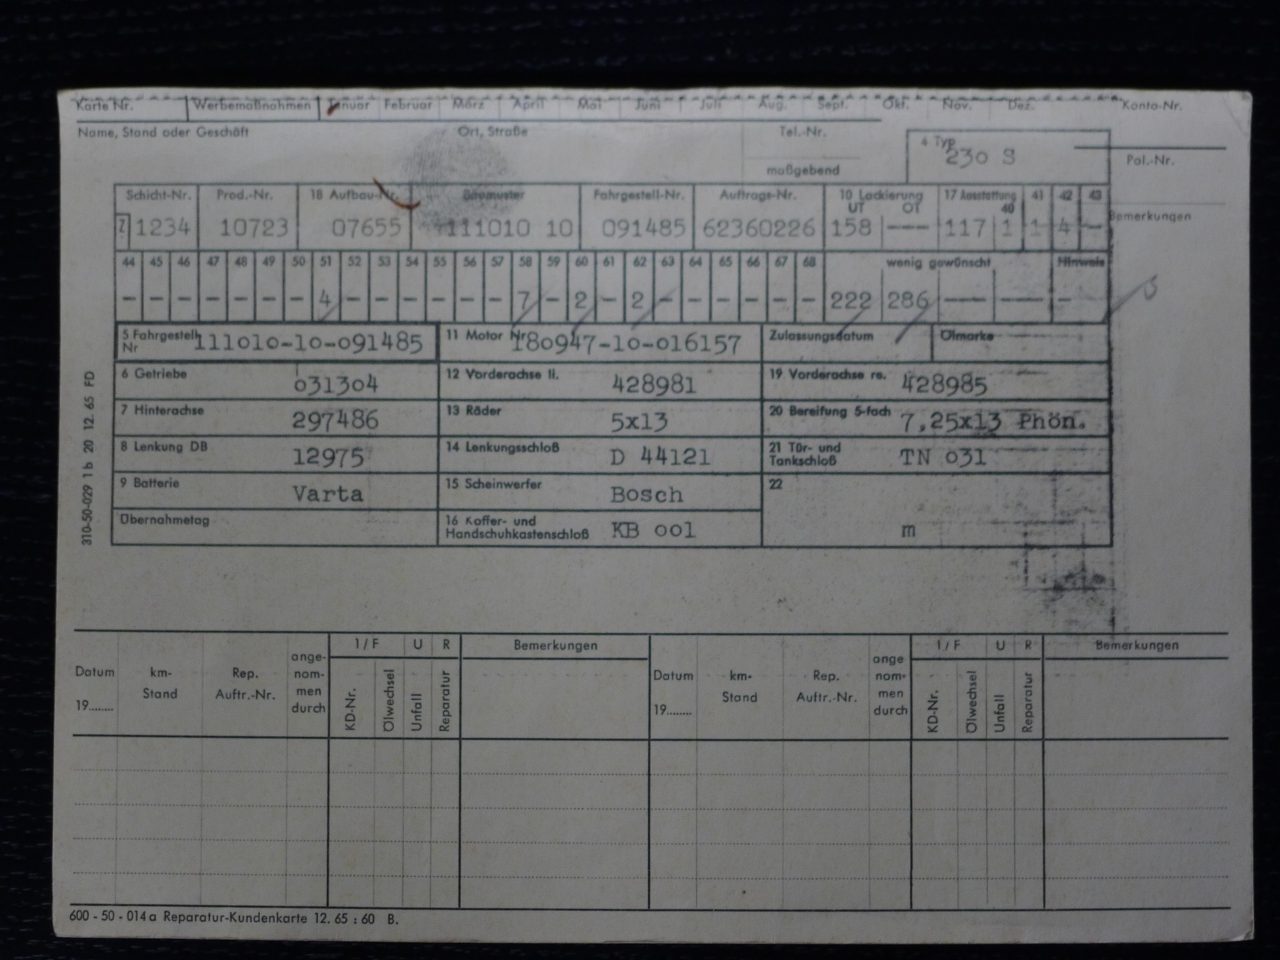 Karte Nr. Werbemaßnahmen Januar Februar März April Mai Juni Juli Aug. Sept. Okt. Nov. Dez. Konto-Nr.
Name, Stand oder Geschäft Ort, Straße Tel.-Nr.
maßgebend
4 Typ 230 S
Pol.-Nr.
Schicht-Nr. Prod.-Nr. 18 Aufbau-Nr. Baumuster Fahrgestell-Nr. Auftrags-Nr. 10 Lackierung 17 Ausstattung 41 42 43
UT OT 40
Bemerkungen
1234 10723 07655 111010 10 091485 62360226 158 --- 117 1 1 4 -
44 45 46 47 48 49 50 51 52 53 54 55 56 57 58 59 60 61 62 63 64 65 66 67 68 wenig gewünscht Hinweis
- - - - - - - 4 - - - - - - 7 - 2 - 2 - - - - - - 222 286 --- --- -
5 Fahrgestell Nr 111010-10-091485 11 Motor Nr 180947-10-016157 Zulassungsdatum Ölmarke
6 Getriebe 031304 12 Vorderachse li. 428981 19 Vorderachse re. 428985
7 Hinterachse 297486 13 Räder 5x13 20 Bereifung 5-fach 7,25x13 Phön.
8 Lenkung DB 12975 14 Lenkungsschloß D 44121 21 Tür- und Tankschloß TN 031
9 Batterie Varta 15 Scheinwerfer Bosch 22
Übernahmetag 16 Koffer- und Handschuhkastenschloß KB 001 m
310-50-029 1b 20 12. 65 FD
1/F U R Bemerkungen 1/F U R Bemerkungen
Datum 19........ km-Stand Rep. Auftr.-Nr. ange-nom-men durch KD-Nr. Ölwechsel Unfall Reparatur Datum 19........ km-Stand Rep. Auftr.-Nr. ange nom-men durch KD-Nr. Ölwechsel Unfall Reparatur
600 - 50 - 014 a Reparatur-Kundenkarte 12. 65 : 60 B.